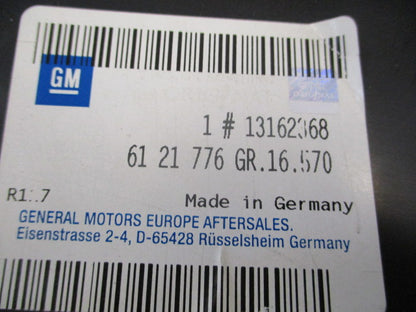 GM
1 # 13162368
61 21 776 GR.16.570
Made in Germany
GENERAL MOTORS EUROPE AFTERSALES.
Eisenstrasse 2-4, D-65428 Rüsselsheim Germany